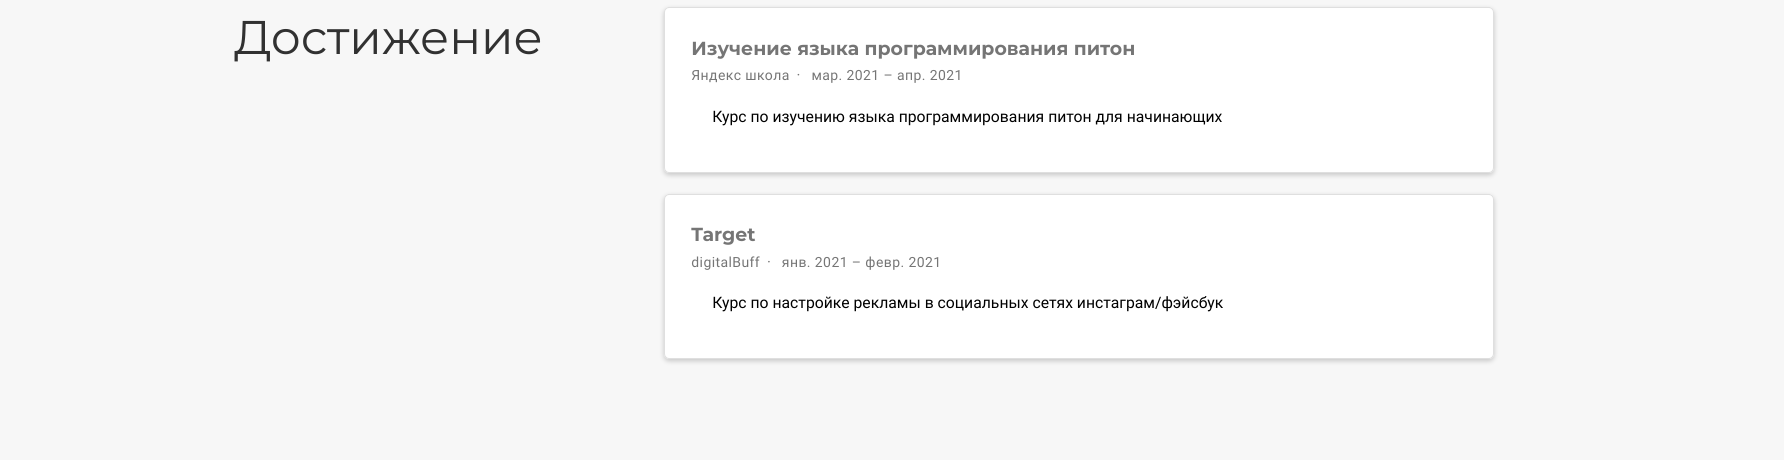 Достижение
Изучение языка программирования питон
Яндекс школа · мар. 2021 – апр. 2021
Курс по изучению языка программирования питон для начинающих
Target
digitalBuff · янв. 2021 – февр. 2021
Курс по настройке рекламы в социальных сетях инстаграм/фэйсбук